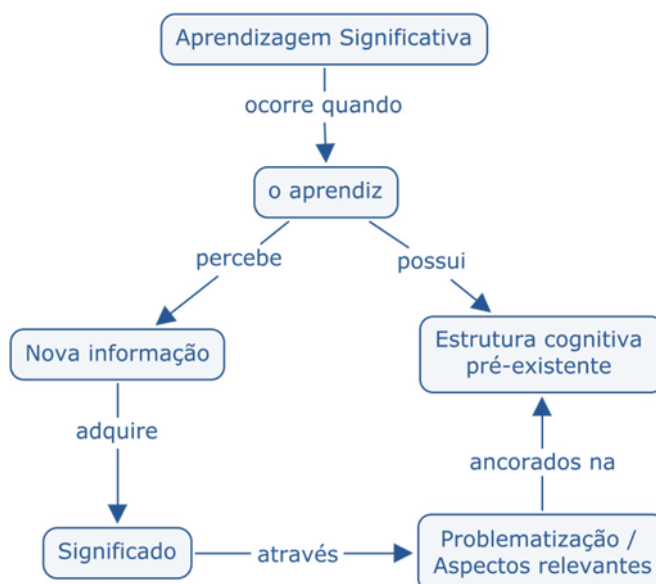 Aprendizagem Significativa
ocorre quando
o aprendiz
percebe
possui
Nova informação
Estrutura cognitiva
pré-existente
adquire
ancorados na
Significado
através
Problematização /
Aspectos relevantes